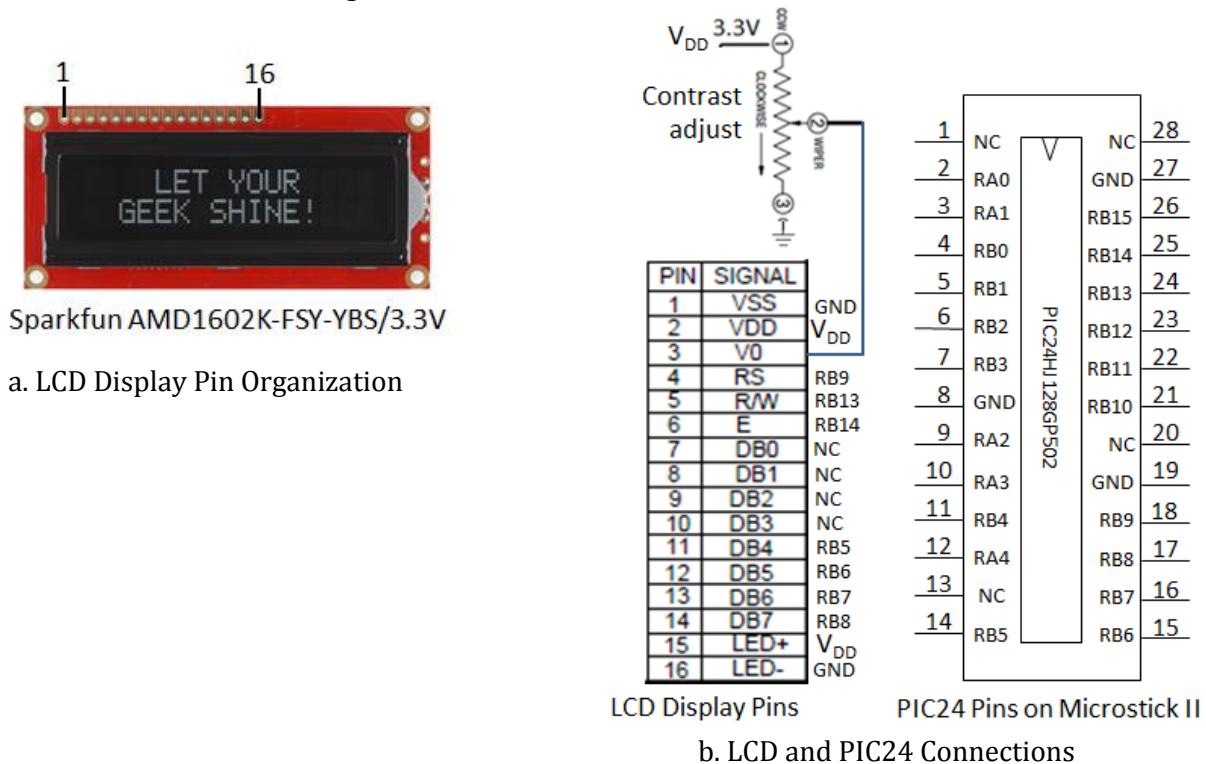 1 16
LET YOUR
GEEK SHINE!
Sparkfun AMD1602K-FSY-YBS/3.3V
a. LCD Display Pin Organization
VDD 3.3V
CCW
1
Contrast
adjust
CLOCKWISE
2 WIPER
3
PIN SIGNAL
1 VSS GND
2 VDD VDD
3 V0
4 RS RB9
5 R/W RB13
6 E RB14
7 DB0 NC
8 DB1 NC
9 DB2 NC
10 DB3 NC
11 DB4 RB5
12 DB5 RB6
13 DB6 RB7
14 DB7 RB8
15 LED+ VDD
16 LED- GND
LCD Display Pins
1 NC NC 28
2 RA0 GND 27
3 RA1 RB15 26
4 RB0 RB14 25
5 RB1 RB13 24
6 RB2 RB12 23
7 RB3 RB11 22
8 GND RB10 21
9 RA2 NC 20
10 RA3 GND 19
11 RB4 RB9 18
12 RA4 RB8 17
13 NC RB7 16
14 RB5 RB6 15
PIC24HJ128GP502
PIC24 Pins on Microstick II
b. LCD and PIC24 Connections